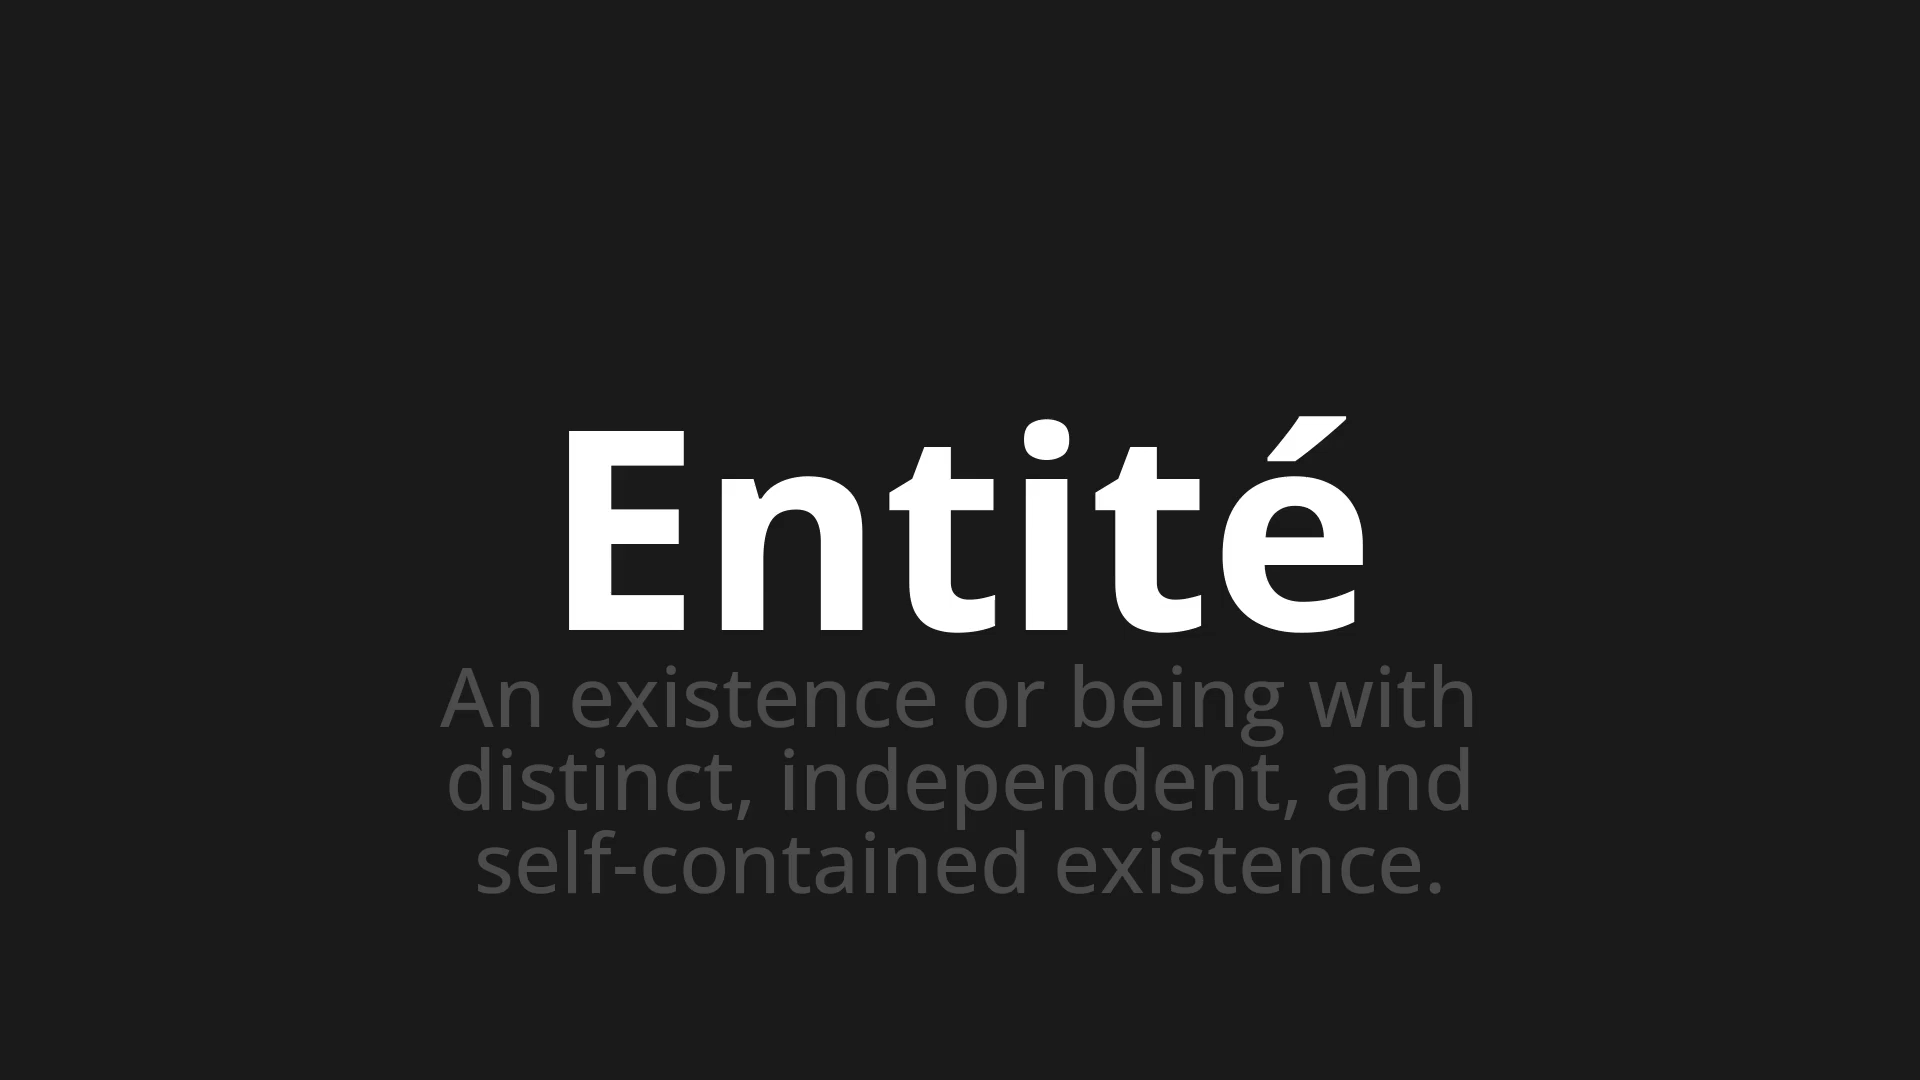 Entité
An existence or being with
distinct, independent, and
self-contained existence.